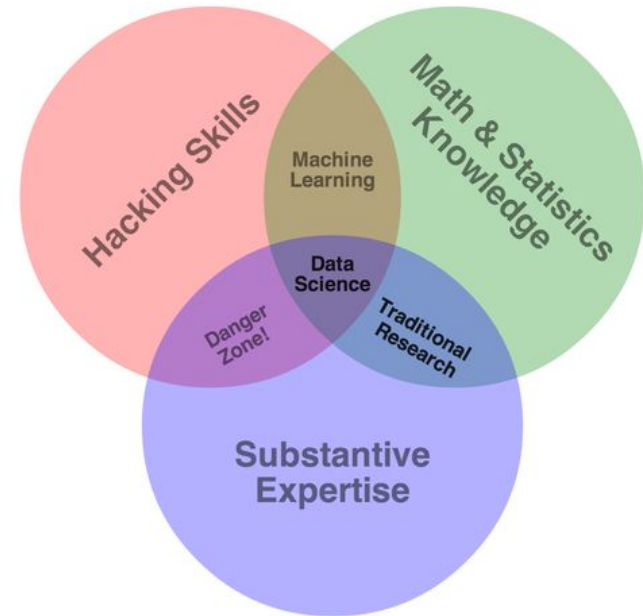 Hacking Skills
Math & Statistics
Knowledge
Machine
Learning
Data
Science
Danger
Zone!
Traditional
Research
Substantive
Expertise